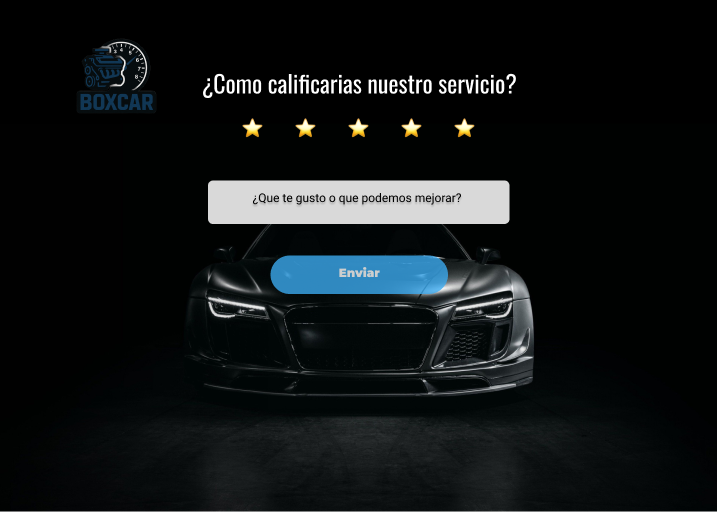 ¿Como calificarias nuestro servicio?
BOXCAR
¿Que te gusto o que podemos mejorar?
Enviar